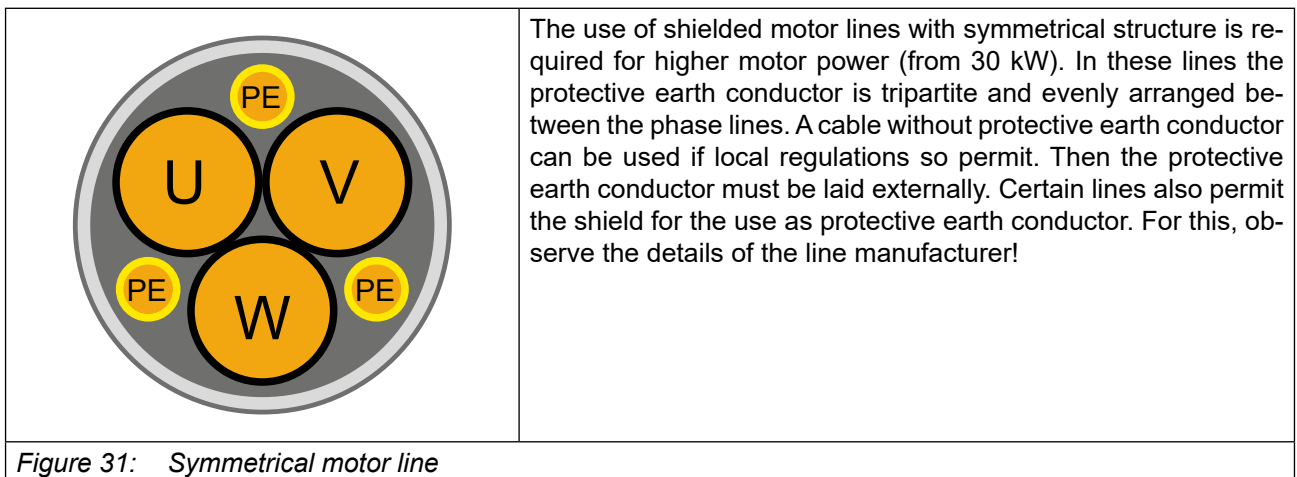 PE
U V
PE PE
W
The use of shielded motor lines with symmetrical structure is re-
quired for higher motor power (from 30 kW). In these lines the
protective earth conductor is tripartite and evenly arranged be-
tween the phase lines. A cable without protective earth conductor
can be used if local regulations so permit. Then the protective
earth conductor must be laid externally. Certain lines also permit
the shield for the use as protective earth conductor. For this, ob-
serve the details of the line manufacturer!
Figure 31: Symmetrical motor line